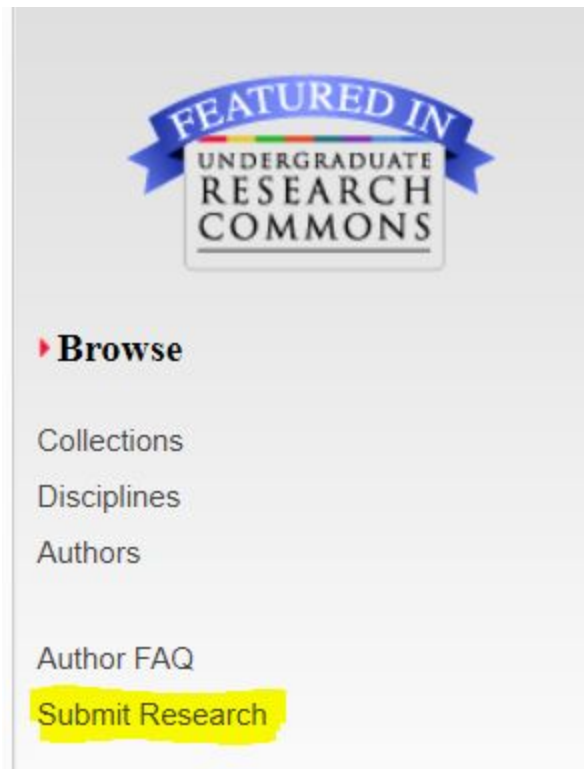 FEATURED IN
UNDERGRADUATE
RESEARCH
COMMONS
Browse
Collections
Disciplines
Authors
Author FAQ
Submit Research